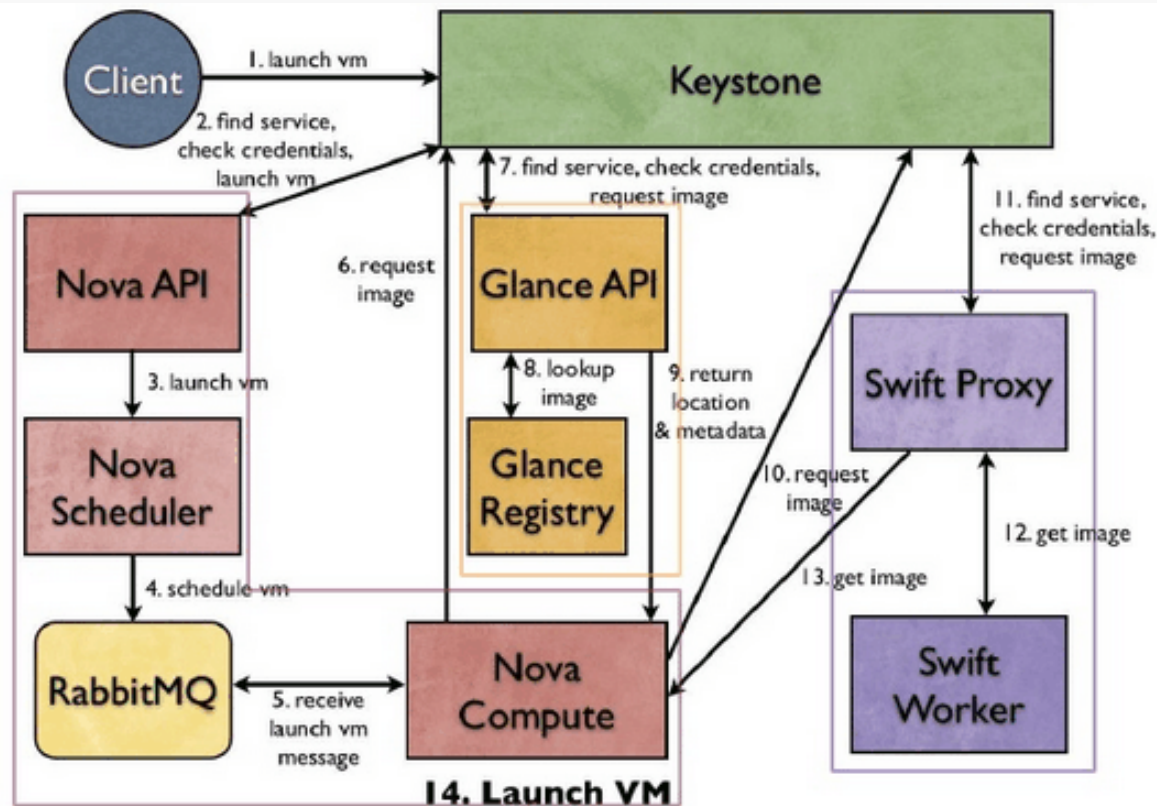 Client
1. launch vm
Keystone
2. find service,
check credentials,
launch vm
7. find service, check credentials,
request image
11. find service,
check credentials,
request image
Nova API
6. request
image
Glance API
3. launch vm
8. lookup
image
9. return
location
& metadata
Swift Proxy
Nova
Scheduler
Glance
Registry
10. request
image
4. schedule vm
13. get image
12. get image
RabbitMQ
5. receive
launch vm
message
Nova
Compute
Swift
Worker
14. Launch VM